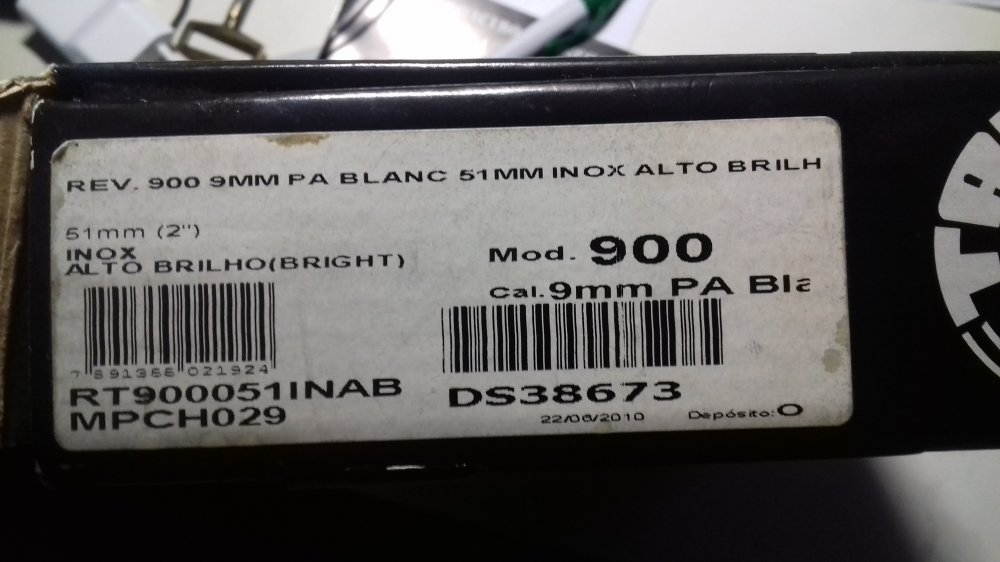 REV. 900 9MM PA BLANC 51MM INOX ALTO BRILH
51mm (2")
INOX
ALTO BRILHO(BRIGHT)
Mod. 900
Cal. 9mm PA Bla
7 891366 021924
RT900051INAB
MPCH029
DS38673
22/06/2010
Depósito: O